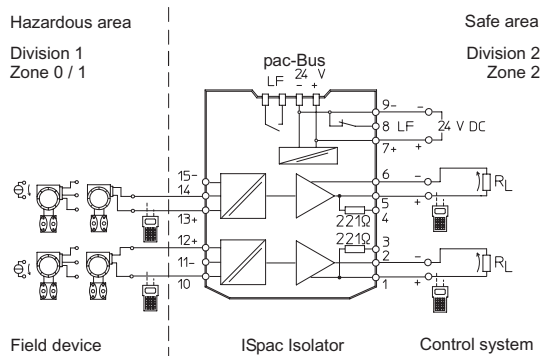 Hazardous area
Safe area
Division 1
Zone 0 / 1
Division 2
Zone 2
pac-Bus
LF 24 V
- +
9- -
8 LF 24 V DC
7+ +
15-
14
13+
6 -
5 +
4
RL
221Ω
221Ω
12+
11-
10
3
2 -
1 +
RL
Field device
ISpac Isolator
Control system